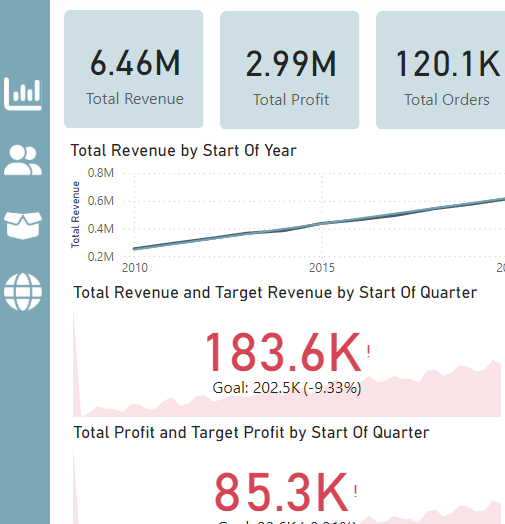 6.46M
Total Revenue
2.99M
Total Profit
120.1K
Total Orders
Total Revenue by Start Of Year
Total Revenue
0.8M
0.6M
0.4M
0.2M
2010
2015
Total Revenue and Target Revenue by Start Of Quarter
183.6K!
Goal: 202.5K (-9.33%)
Total Profit and Target Profit by Start Of Quarter
85.3K!